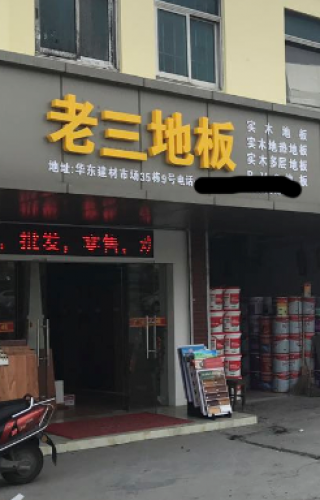 老三地板
实木地板
实木地热地板
实木多层地板
地址:华东建材市场35栋9号电话
批发,零售,欢